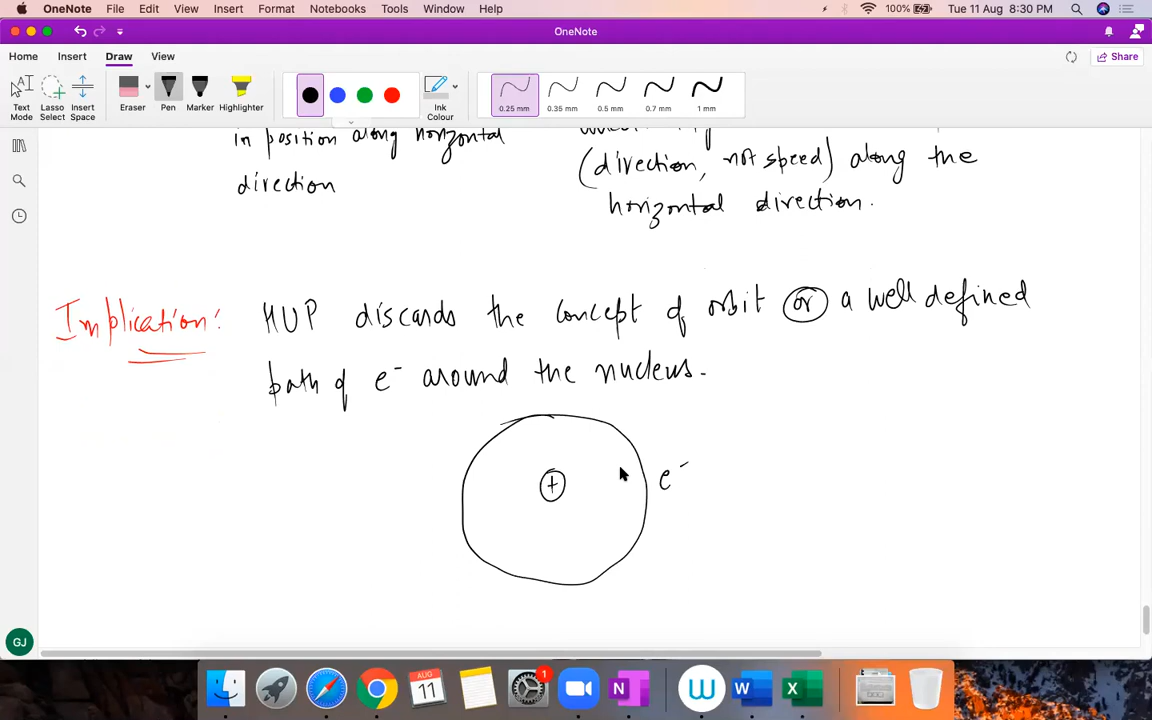 OneNote File Edit View Insert Format Notebooks Tools Window Help 100% Tue 11 Aug 8:30 PM
OneNote
Home Insert Draw View Share
Text Mode Lasso Select Insert Space Eraser Pen Marker Highlighter Ink Colour 0.25 mm 0.35 mm 0.5 mm 0.7 mm 1 mm
in position along horizontal
direction
(direction, not speed) along the
horizontal direction.
Implication:
HUP discards the concept of orbit or a well defined
path of e⁻ around the nucleus.
+
e⁻
GJ
AUG
11
1
N
W
W
X